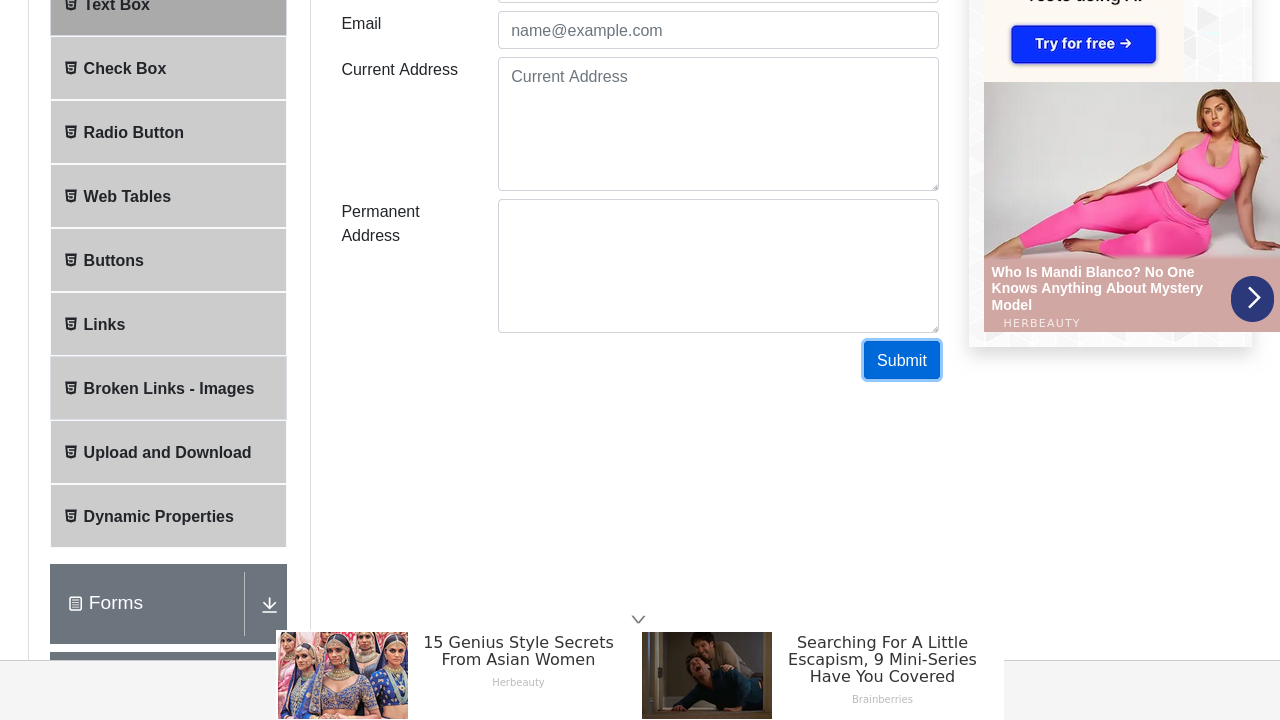 Text Box
Check Box
Radio Button
Web Tables
Buttons
Links
Broken Links - Images
Upload and Download
Dynamic Properties
Forms
Email
name@example.com
Current Address
Current Address
Permanent
Address
Submit
Try for free →
Who Is Mandi Blanco? No One
Knows Anything About Mystery
Model
HERBEAUTY
15 Genius Style Secrets
From Asian Women
Herbeauty
Searching For A Little
Escapism, 9 Mini-Series
Have You Covered
Brainberries